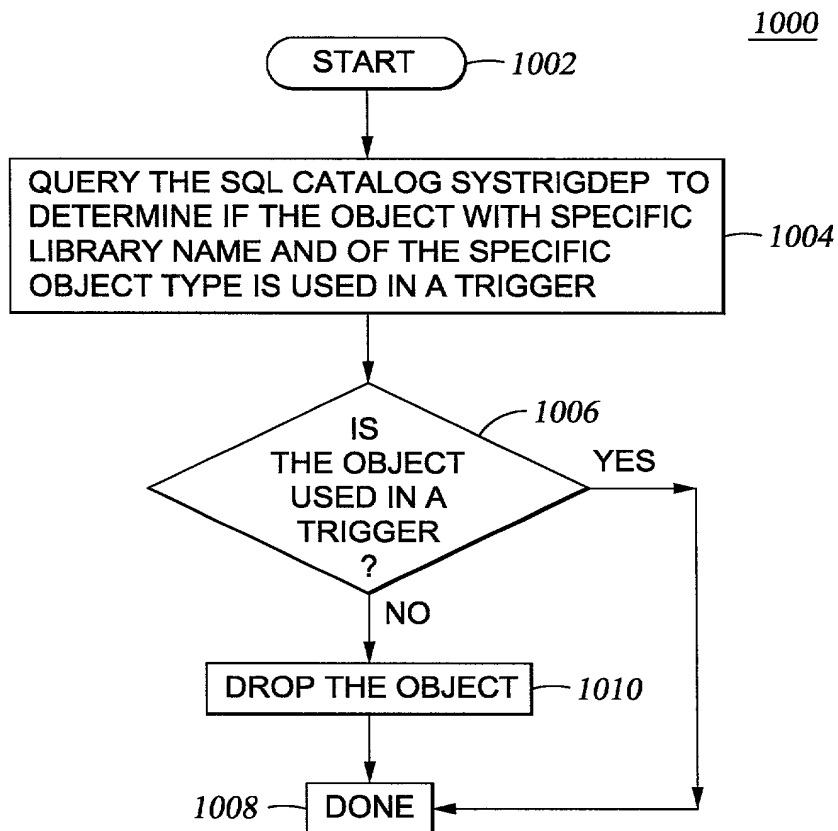 1000
START
1002
QUERY THE SQL CATALOG SYSTRIGDEP TO
DETERMINE IF THE OBJECT WITH SPECIFIC
LIBRARY NAME AND OF THE SPECIFIC
OBJECT TYPE IS USED IN A TRIGGER
1004
1006
IS
THE OBJECT
USED IN A
TRIGGER
?
YES
NO
DROP THE OBJECT
1010
1008
DONE